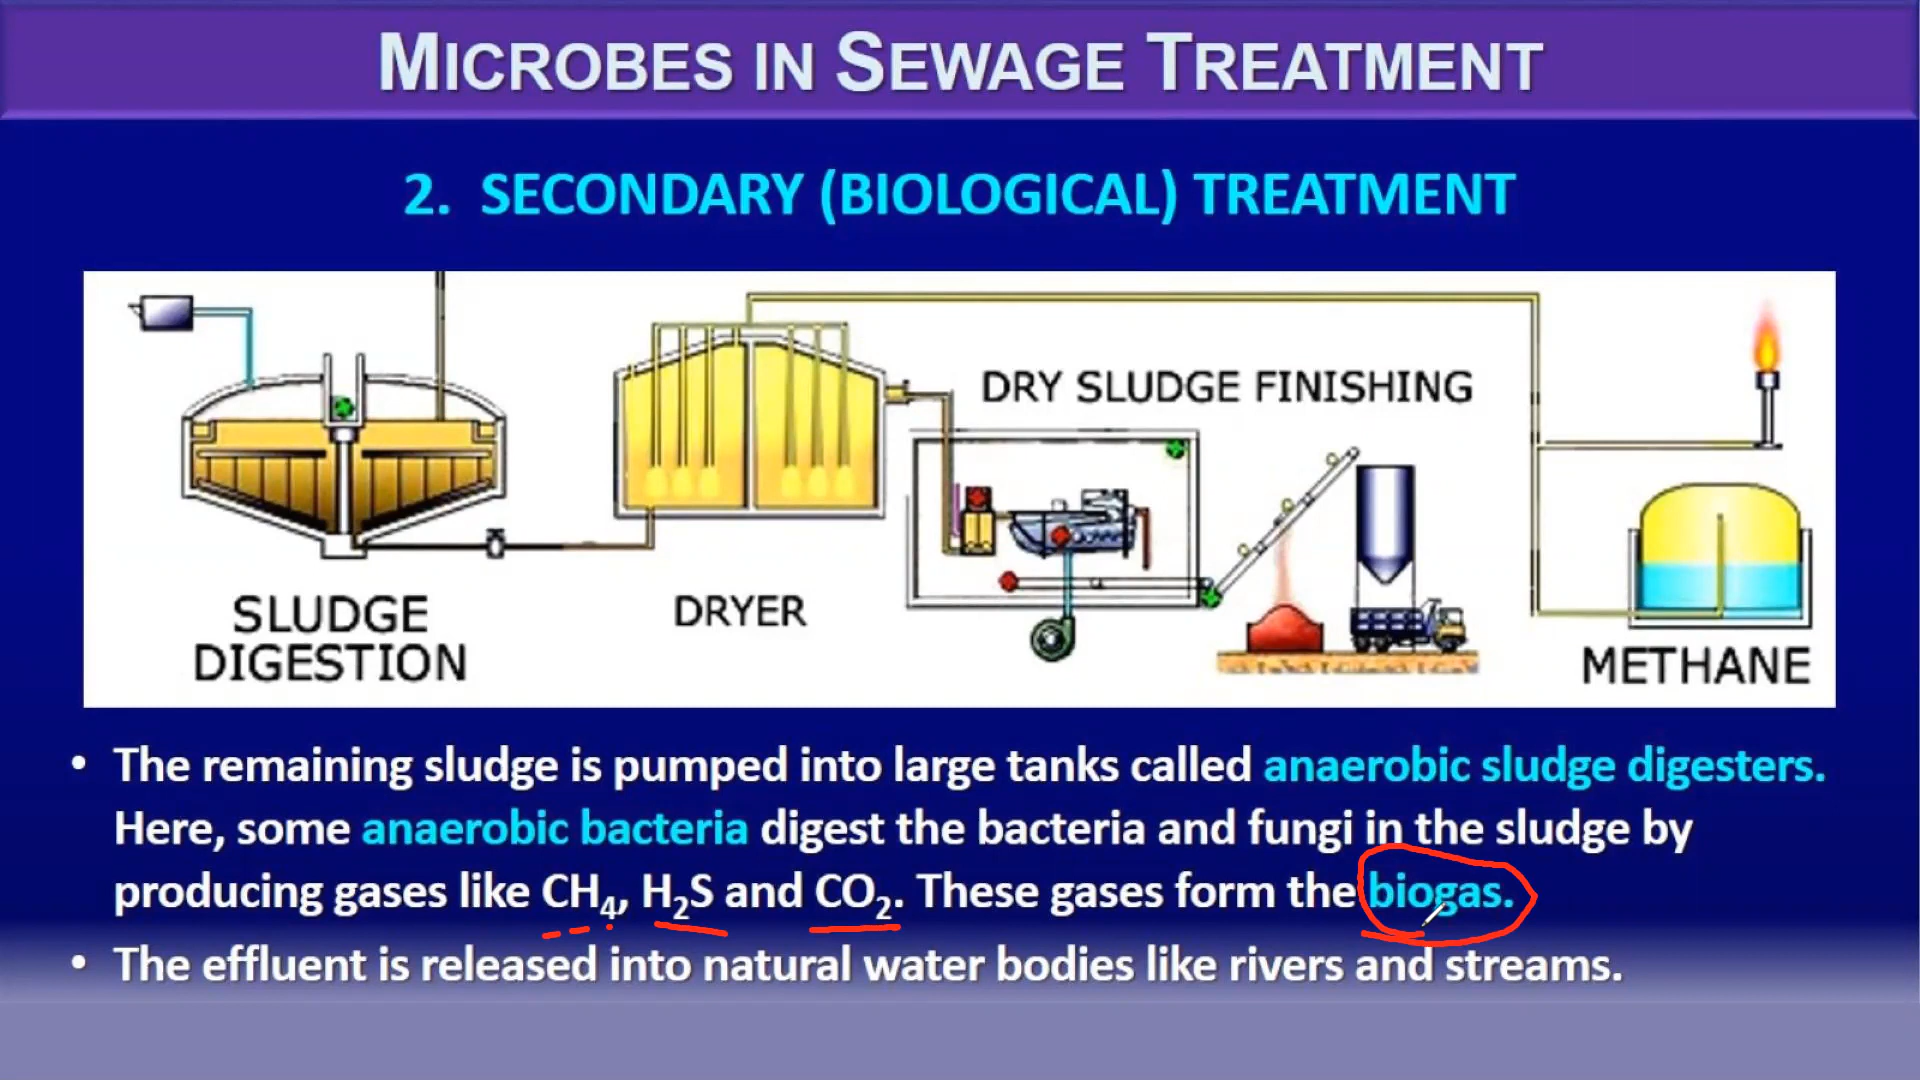 MICROBES IN SEWAGE TREATMENT
2. SECONDARY (BIOLOGICAL) TREATMENT
DRY SLUDGE FINISHING
SLUDGE
DIGESTION
DRYER
METHANE
• The remaining sludge is pumped into large tanks called anaerobic sludge digesters.
Here, some anaerobic bacteria digest the bacteria and fungi in the sludge by
producing gases like CH₄, H₂S and CO₂. These gases form the biogas.
• The effluent is released into natural water bodies like rivers and streams.